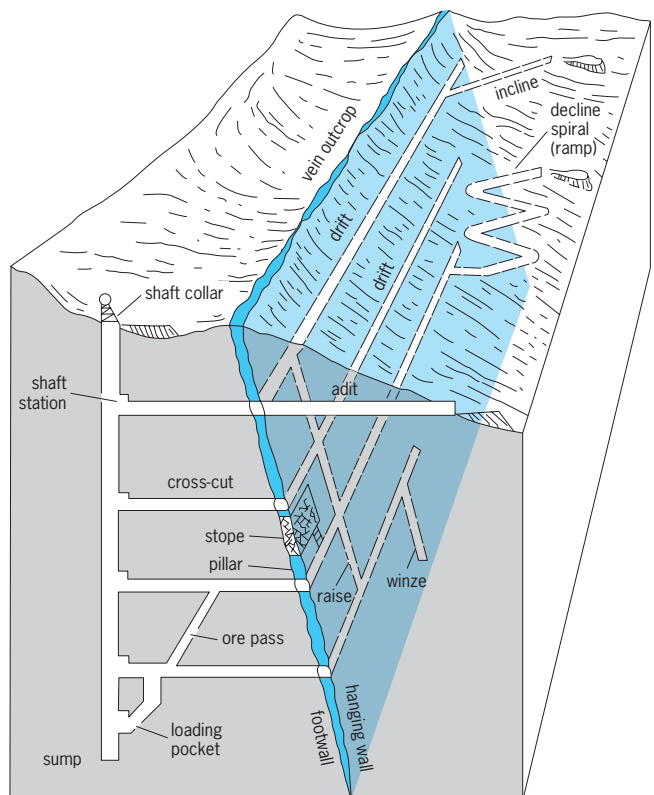 incline
decline
spiral
(ramp)
vein outcrop
drift
drift
shaft collar
shaft
station
adit
cross-cut
stope
pillar
raise
winze
ore pass
loading
pocket
sump
footwall
hanging wall